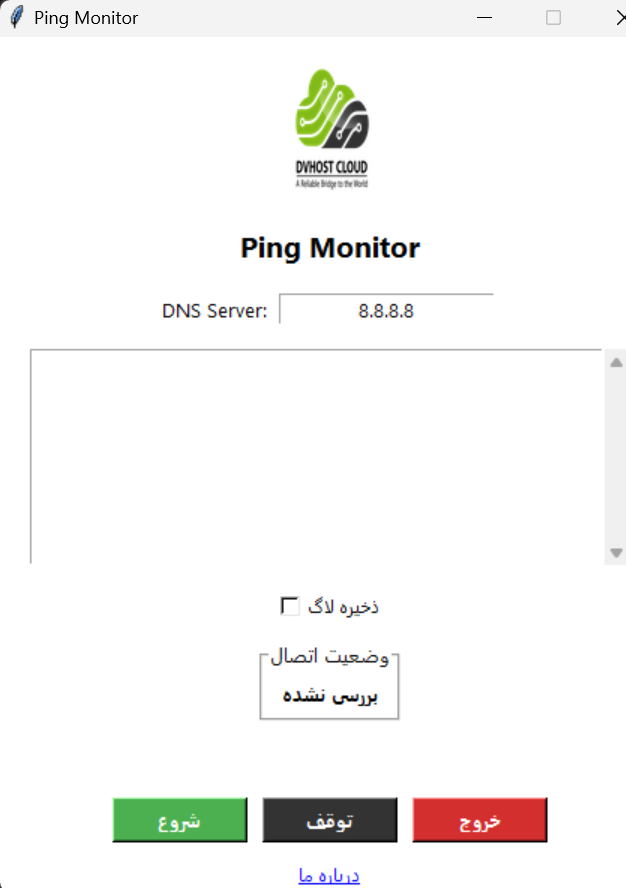 Ping Monitor
DVHOST CLOUD
A Reliable Bridge to the World
Ping Monitor
DNS Server: 8.8.8.8
ذخیره لاگ
وضعیت اتصال
بررسی نشده
خروج توقف شروع
درباره ما